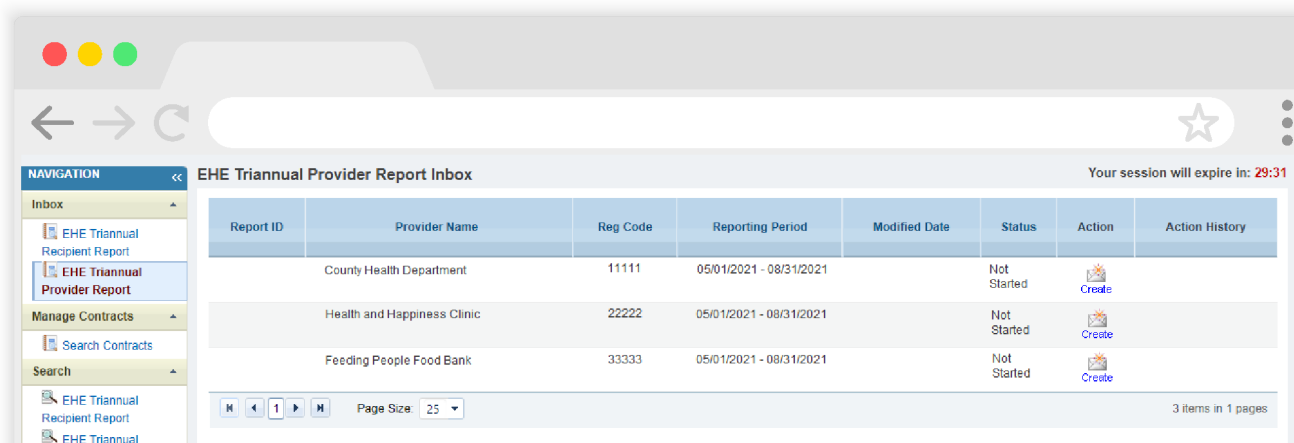 NAVIGATION «
EHE Triannual Provider Report Inbox
Your session will expire in: 29:31
Inbox
EHE Triannual
Recipient Report
EHE Triannual
Provider Report
Manage Contracts
Search Contracts
Search
EHE Triannual
Recipient Report
EHE Triannual
Report ID Provider Name Reg Code Reporting Period Modified Date Status Action Action History
County Health Department 11111 05/01/2021 - 08/31/2021 Not
Started Create
Health and Happiness Clinic 22222 05/01/2021 - 08/31/2021 Not
Started Create
Feeding People Food Bank 33333 05/01/2021 - 08/31/2021 Not
Started Create
1 Page Size: 25 3 items in 1 pages